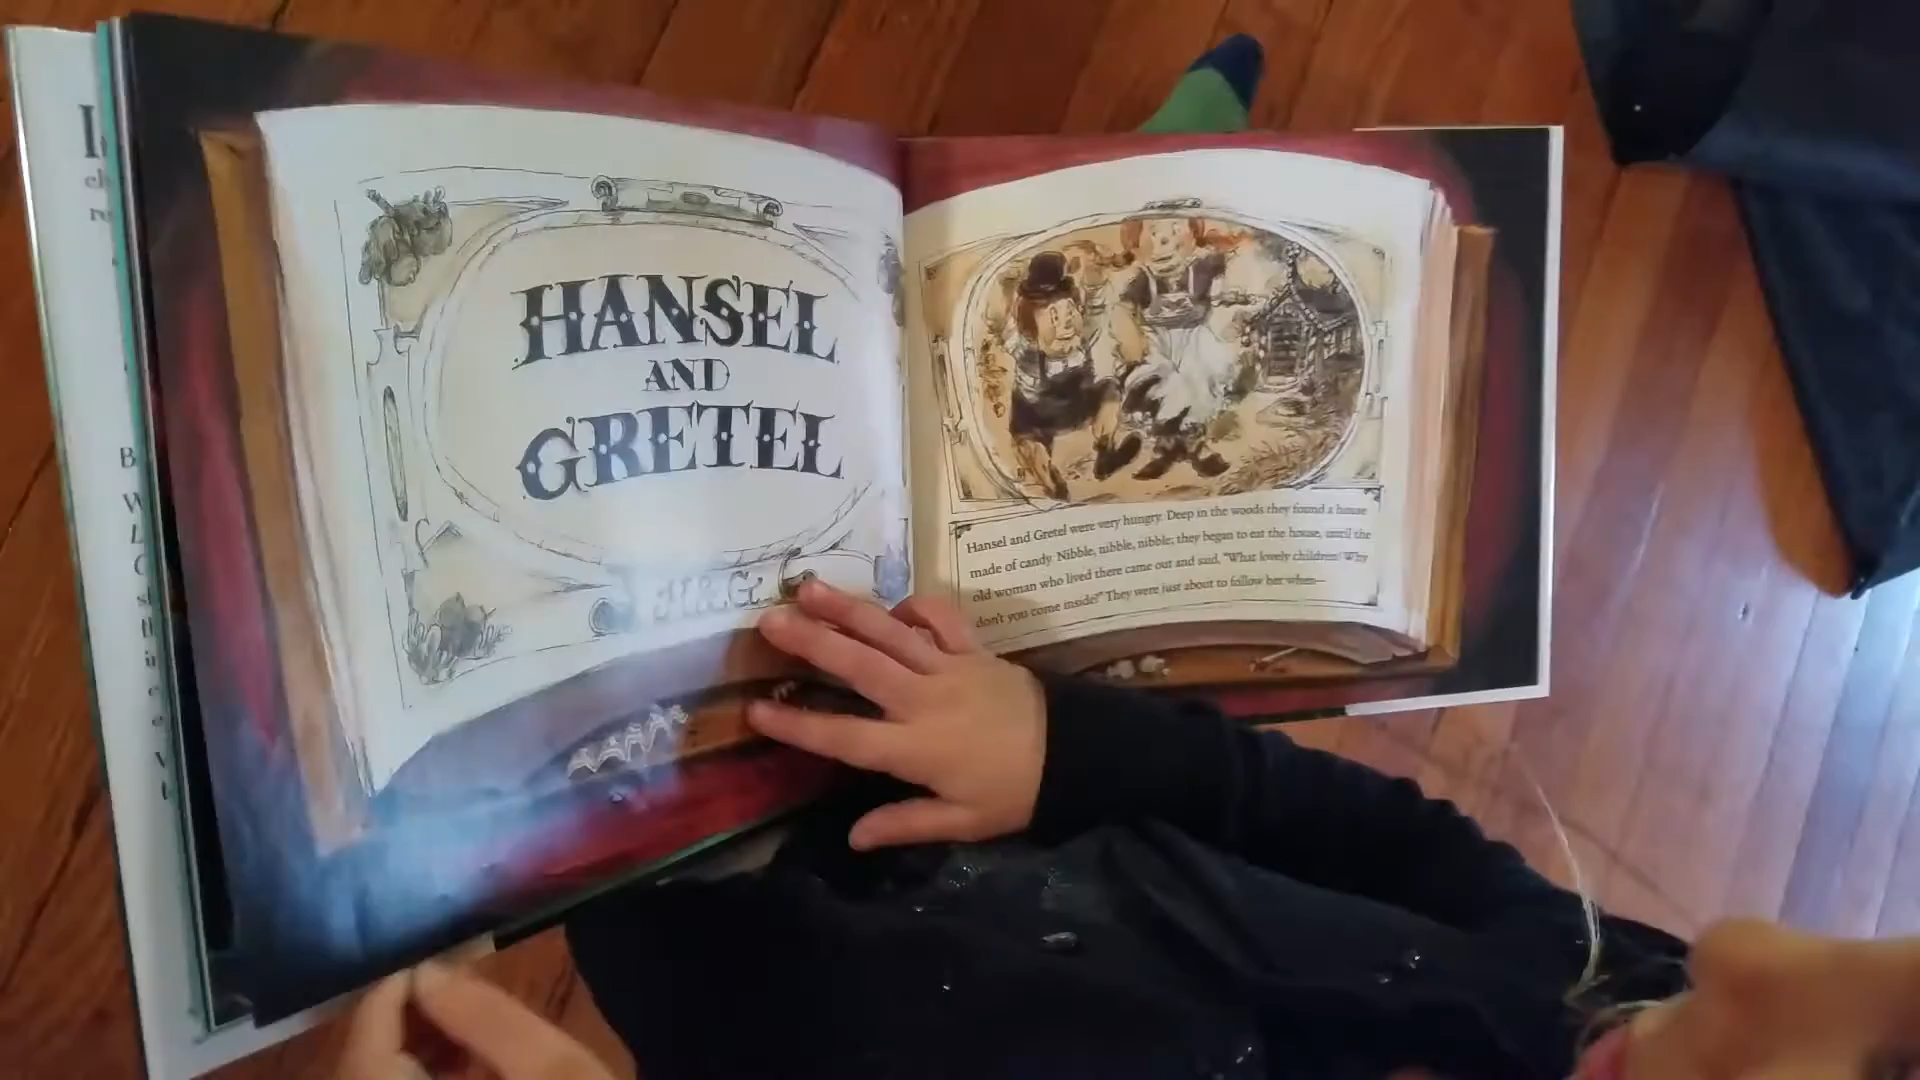 HANSEL
AND
GRETEL
Hansel and Gretel were very hungry. Deep in the woods they found a house
made of candy. Nibble, nibble, nibble; they began to eat the house, until the
old woman who lived there came out and said, "What lovely children! Why
don't you come inside?" They were just about to follow her when—